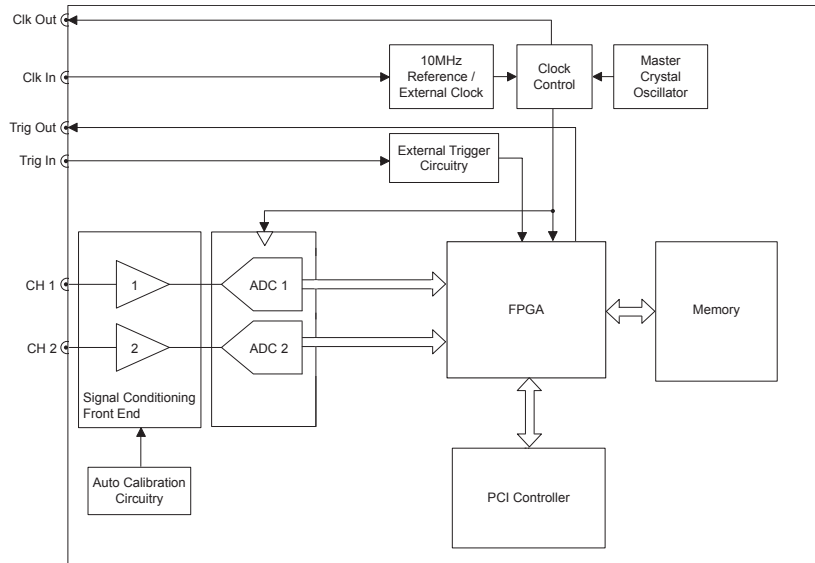 Clk Out
Clk In
10MHz
Reference /
External Clock
Clock
Control
Master
Crystal
Oscillator
Trig Out
Trig In
External Trigger
Circuitry
CH 1
1
ADC 1
FPGA
Memory
CH 2
2
ADC 2
Signal Conditioning
Front End
Auto Calibration
Circuitry
PCI Controller